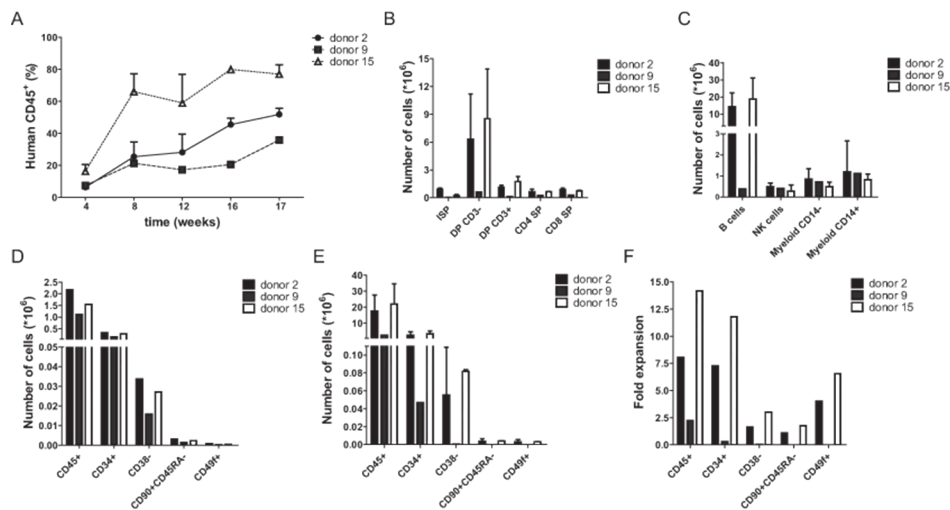 A
Human CD45+ (%)
100
80
60
40
20
0
4
8
12
16
17
time (weeks)
donor 2
donor 9
donor 15
B
Number of cells (*10⁶)
15
12
9
6
3
0
ISP
DP CD3-
DP CD3+
CD4 SP
CD8 SP
donor 2
donor 9
donor 15
C
Number of cells (*10⁶)
40
30
20
10
3
2
1
0
B cells
NK cells
Myeloid CD14-
Myeloid CD14+
donor 2
donor 9
donor 15
D
Number of cells (*10⁶)
2.5
2.0
1.5
1.0
0.5
0.05
0.04
0.03
0.02
0.01
0.00
CD45+
CD34+
CD38-
CD90+CD45RA-
CD49f+
donor 2
donor 9
donor 15
E
Number of cells (*10⁶)
40
30
20
10
0
0.10
0.08
0.06
0.04
0.02
0.00
CD45+
CD34+
CD38-
CD90+CD45RA-
CD49f+
donor 2
donor 9
donor 15
F
Fold expansion
15.0
12.5
10.0
7.5
5.0
2.5
0.0
CD45+
CD34+
CD38-
CD90+CD45RA-
CD49f+
donor 2
donor 9
donor 15